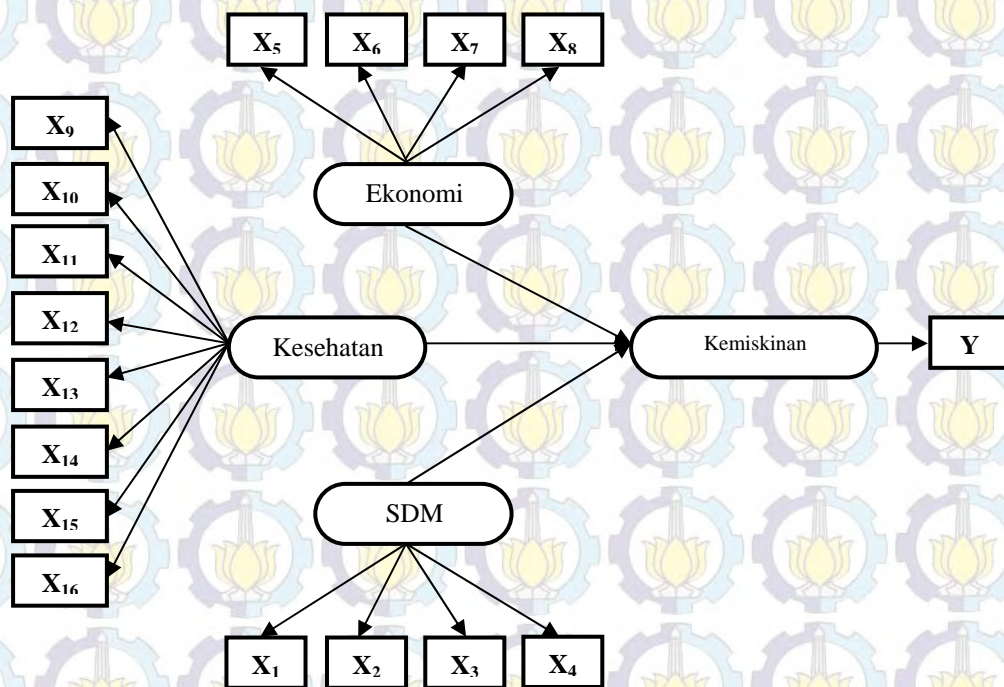 X₅ X₆ X₇ X₈
X₉
Ekonomi
X₁₀
X₁₁
X₁₂
Kesehatan
Kemiskinan
Y
X₁₃
X₁₄
X₁₅
SDM
X₁₆
X₁ X₂ X₃ X₄